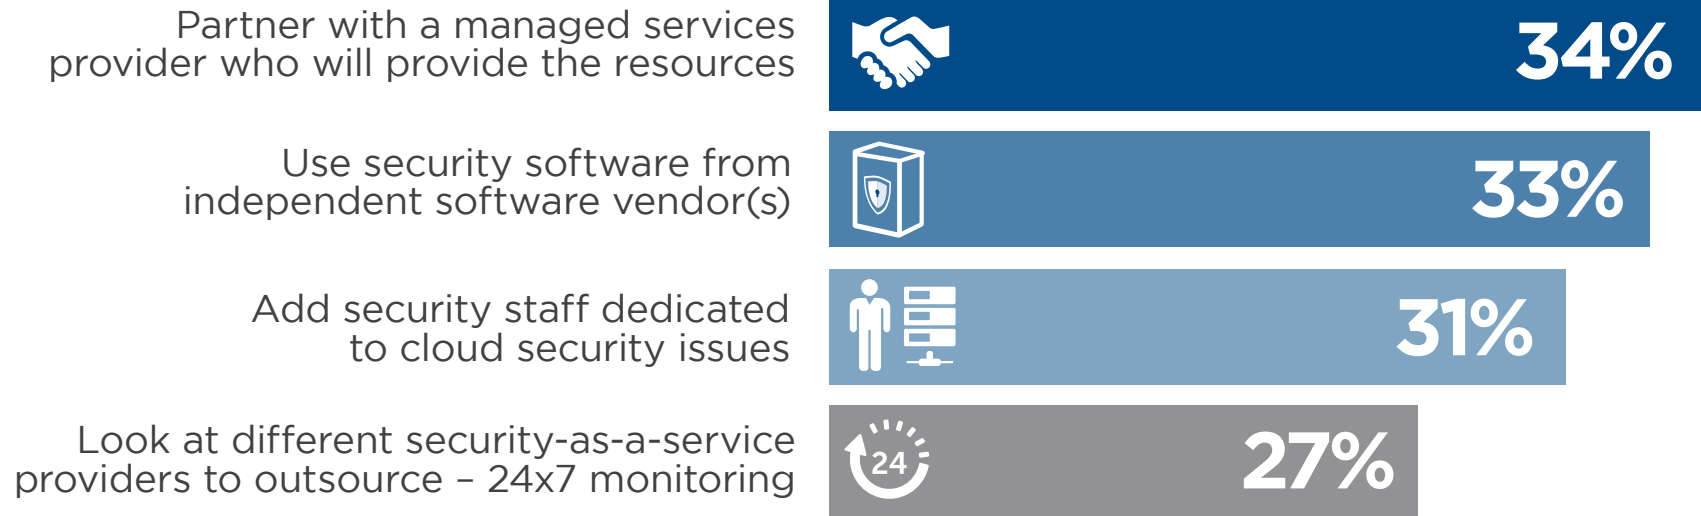 Partner with a managed services
provider who will provide the resources
34%
Use security software from
independent software vendor(s)
33%
Add security staff dedicated
to cloud security issues
31%
Look at different security-as-a-service
providers to outsource – 24x7 monitoring
24
27%